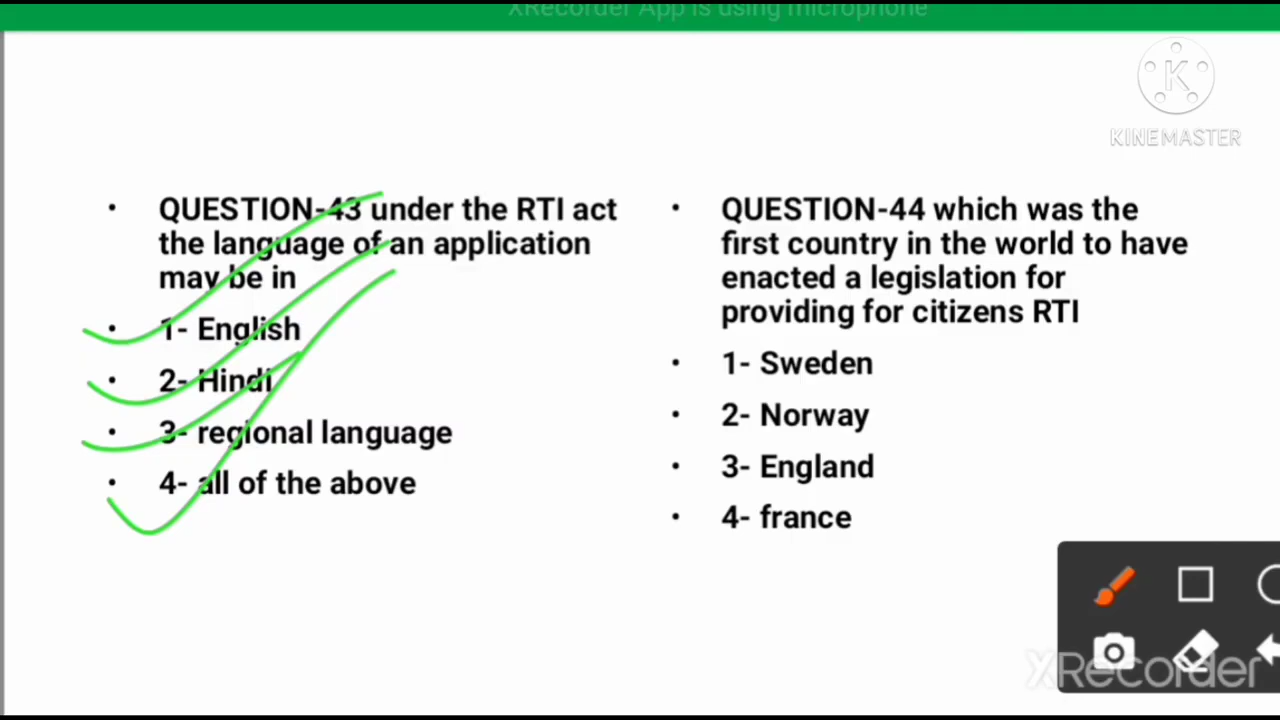 XRecorder App is using microphone
K
KINEMASTER
• QUESTION-43 under the RTI act
the language of an application
may be in
• 1- English
• 2- Hindi
• 3- regional language
• 4- all of the above
• QUESTION-44 which was the
first country in the world to have
enacted a legislation for
providing for citizens RTI
• 1- Sweden
• 2- Norway
• 3- England
• 4- france
XRecorder